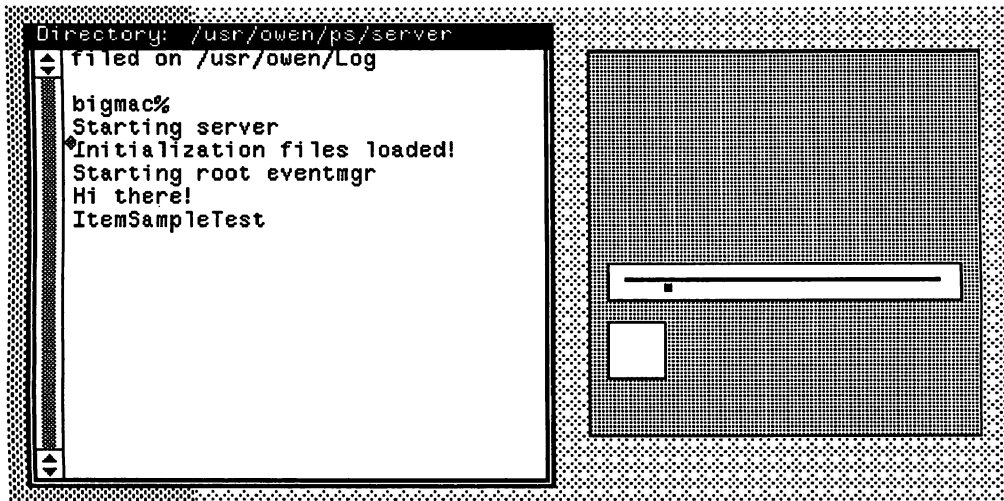 Directory: /usr/owen/ps/server
filed on /usr/owen/Log
bigmac%
Starting server
Initialization files loaded!
Starting root eventmgr
Hi there!
ItemSampleTest